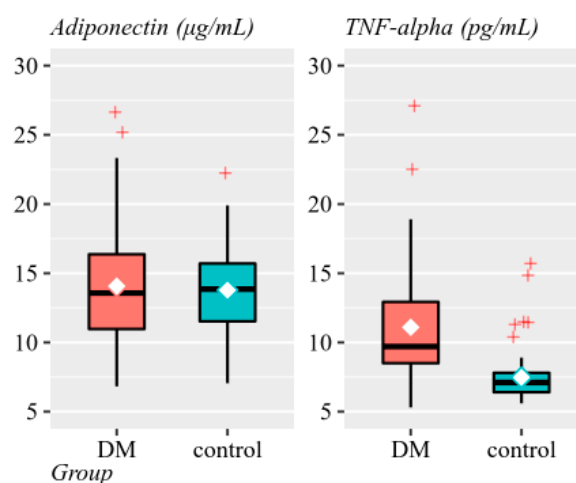 Adiponectin (μg/mL) TNF-alpha (pg/mL)
30 30
25 25
20 20
15 15
10 10
5 5
DM control DM control
Group